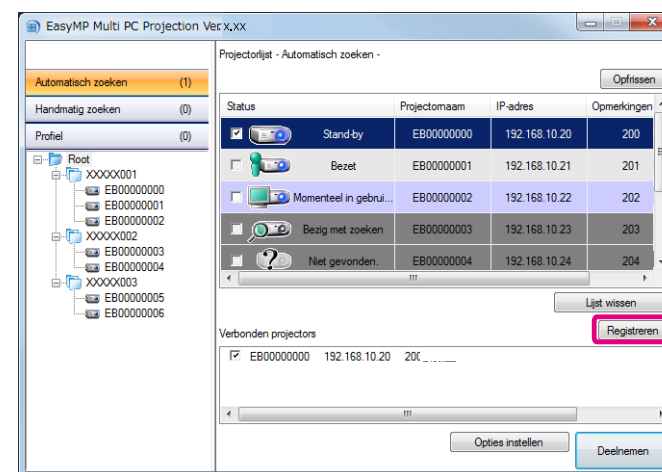 EasyMP Multi PC Projection Ver.x.xx
Projectorlijst - Automatisch zoeken -
Opfrissen
Automatisch zoeken (1)
Handmatig zoeken (0)
Profiel (0)
Root
XXXXX001
EB00000000
EB00000001
EB00000002
XXXXX002
EB00000003
EB00000004
XXXXX003
EB00000005
EB00000006
Status Projectornaam IP-adres Opmerkingen
Stand-by EB00000000 192.168.10.20 200
Bezet EB00000001 192.168.10.21 201
Momenteel in gebrui... EB00000002 192.168.10.22 202
Bezig met zoeken EB00000003 192.168.10.23 203
Niet gevonden. EB00000004 192.168.10.24 204
Lijst wissen
Registreren
Verbonden projectors
EB00000000 192.168.10.20
Opties instellen
Deelnemen